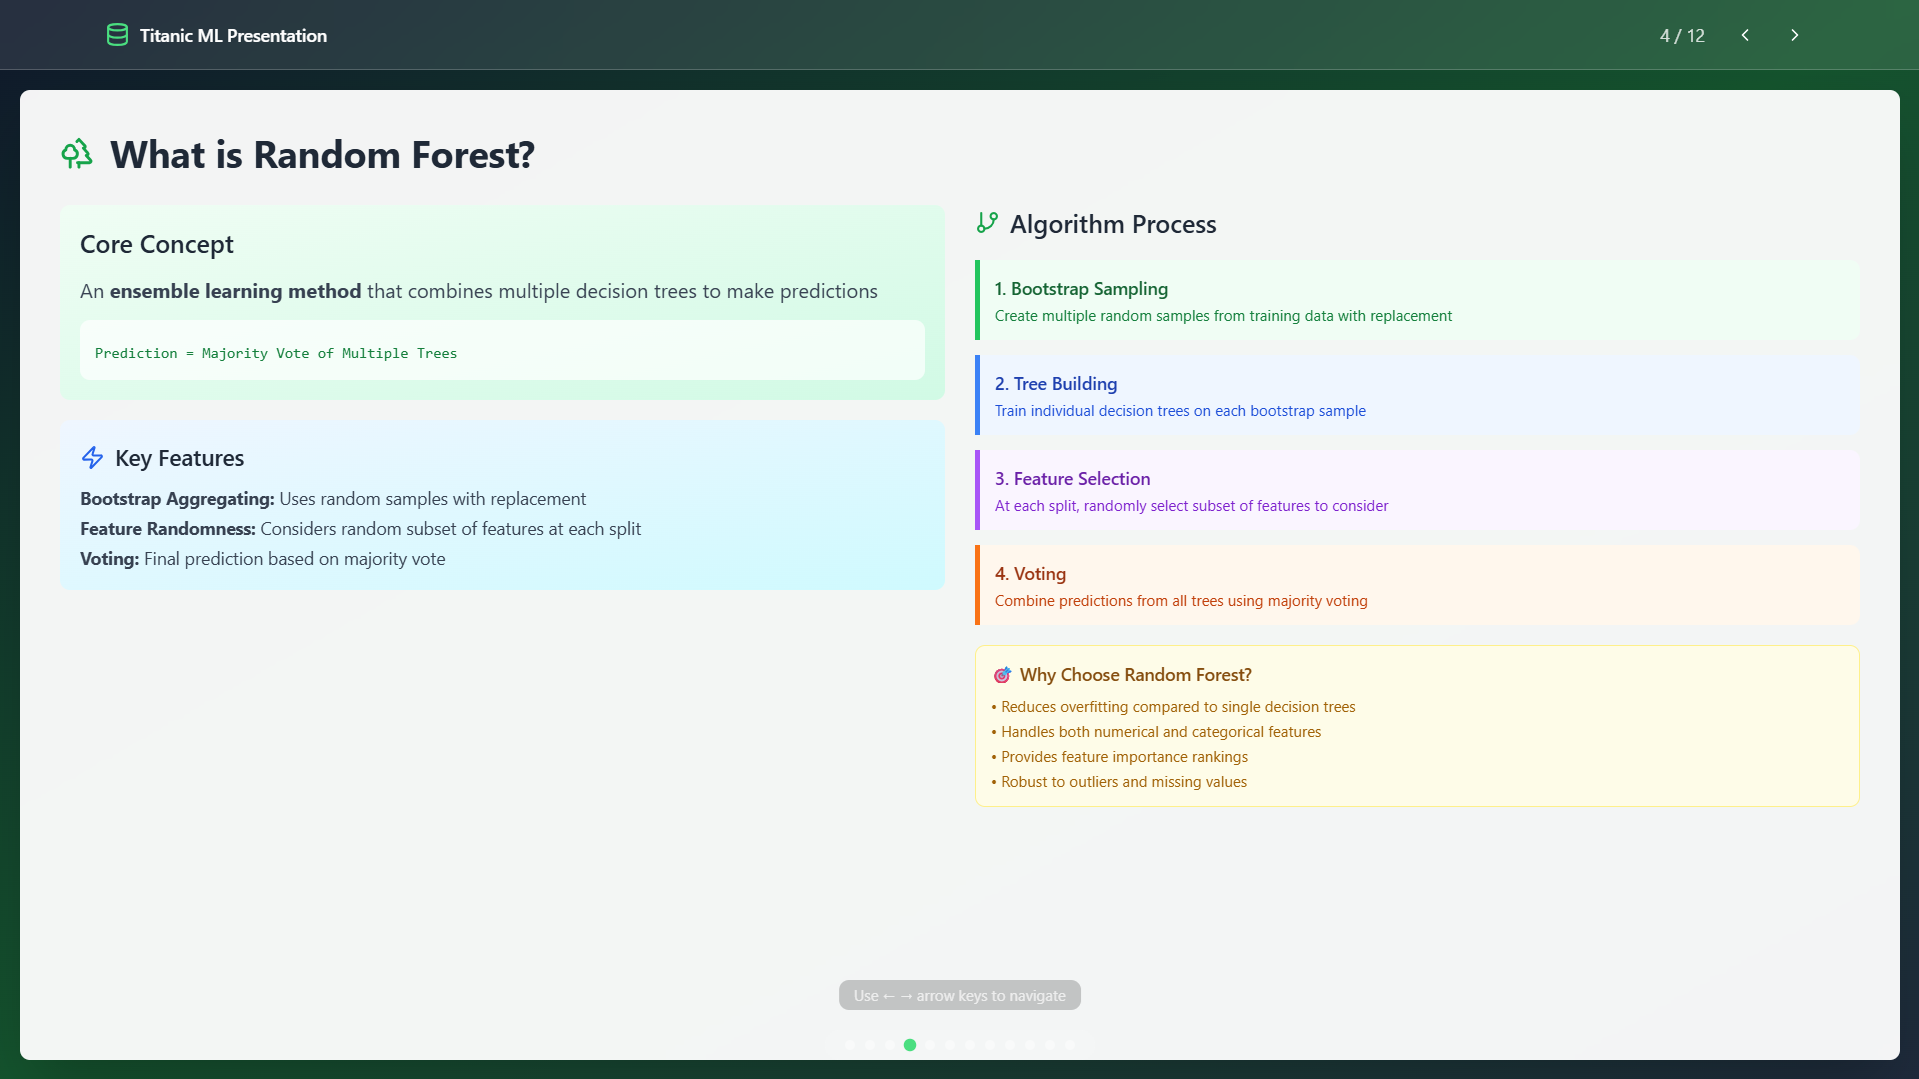 Titanic ML Presentation
4 / 12
What is Random Forest?
Core Concept
An ensemble learning method that combines multiple decision trees to make predictions
Prediction = Majority Vote of Multiple Trees
Key Features
Bootstrap Aggregating: Uses random samples with replacement
Feature Randomness: Considers random subset of features at each split
Voting: Final prediction based on majority vote
Algorithm Process
1. Bootstrap Sampling
Create multiple random samples from training data with replacement
2. Tree Building
Train individual decision trees on each bootstrap sample
3. Feature Selection
At each split, randomly select subset of features to consider
4. Voting
Combine predictions from all trees using majority voting
🎯 Why Choose Random Forest?
• Reduces overfitting compared to single decision trees
• Handles both numerical and categorical features
• Provides feature importance rankings
• Robust to outliers and missing values
Use ← → arrow keys to navigate